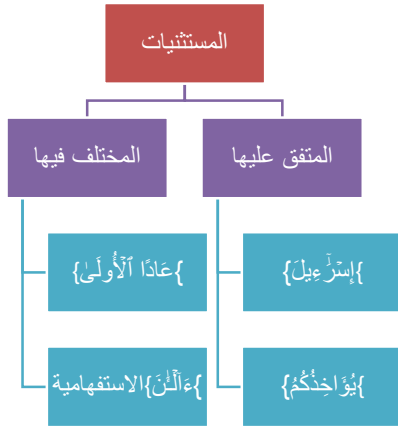 المستثنيات
المتفق عليها
المختلف فيها
{إِسْرَٰٓءِيلَ}
{عَادًا ٱلْأُولَىٰ}
{يُؤَاخِذُكُمُ}
{ءَآلْـَٰٔنَ}الاستفهامية